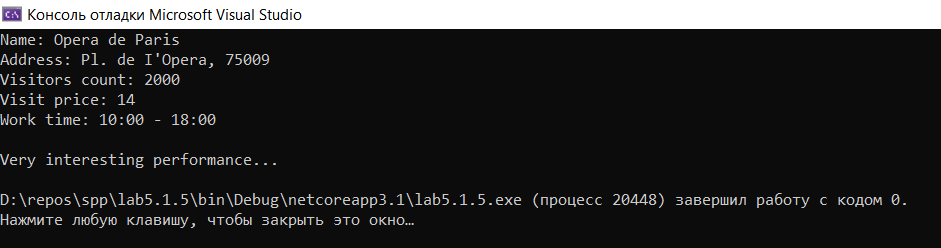 C:\ Консоль отладки Microsoft Visual Studio
Name: Opera de Paris
Address: Pl. de I'Opera, 75009
Visitors count: 2000
Visit price: 14
Work time: 10:00 - 18:00
Very interesting performance...
D:\repos\spp\lab5.1.5\bin\Debug\netcoreapp3.1\lab5.1.5.exe (процесс 20448) завершил работу с кодом 0.
Нажмите любую клавишу, чтобы закрыть это окно…